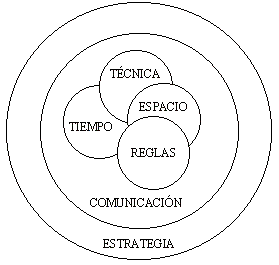 TÉCNICA
ESPACIO
TIEMPO
REGLAS
COMUNICACIÓN
ESTRATEGIA